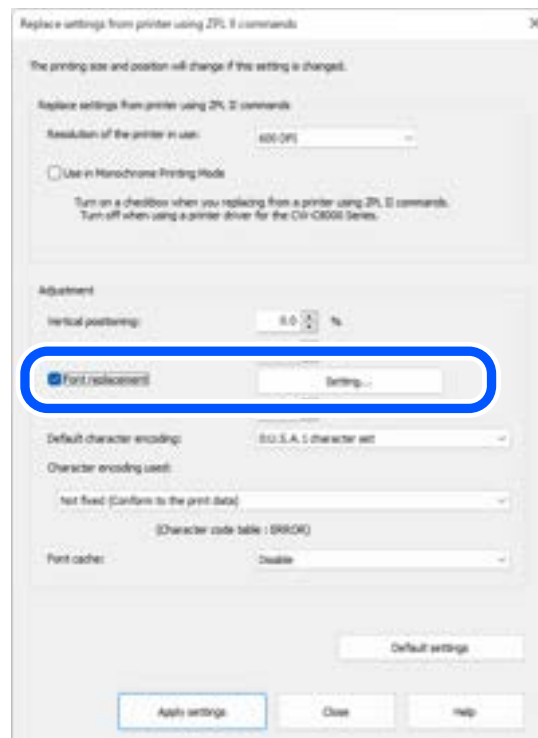 Replace settings from printer using ZPL II commands
The printing size and position will change if this setting is changed.
Replace settings from printer using ZPL II commands
Resolution of the printer in use: 600 DPI
Use in Monochrome Printing Mode
Turn on a checkbox when you replacing from a printer using ZPL II commands.
Turn off when using a printer driver for the CW-C8000 Series.
Adjustment
Vertical positioning: 0.0 %
Font replacement Setting...
Default character encoding: 0:U.S.A. 1 character set
Character encoding used:
Not fixed (Conform to the print data)
(Character code table : ERROR)
Font cache: Disable
Default settings
Apply settings Close Help